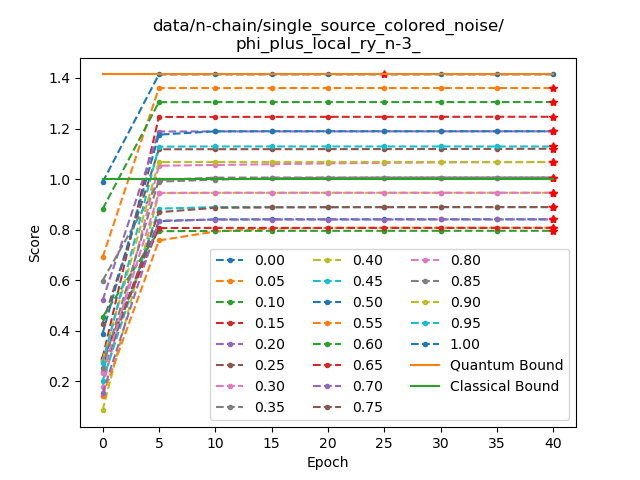 data/n-chain/single_source_colored_noise/
phi_plus_local_ry_n-3_
Score
1.4
1.2
1.0
0.8
0.6
0.4
0.2
0.00 0.40 0.80
0.05 0.45 0.85
0.10 0.50 0.90
0.15 0.55 0.95
0.20 0.60 1.00
0.25 0.65 Quantum Bound
0.30 0.70 Classical Bound
0.35 0.75
0 5 10 15 20 25 30 35 40
Epoch